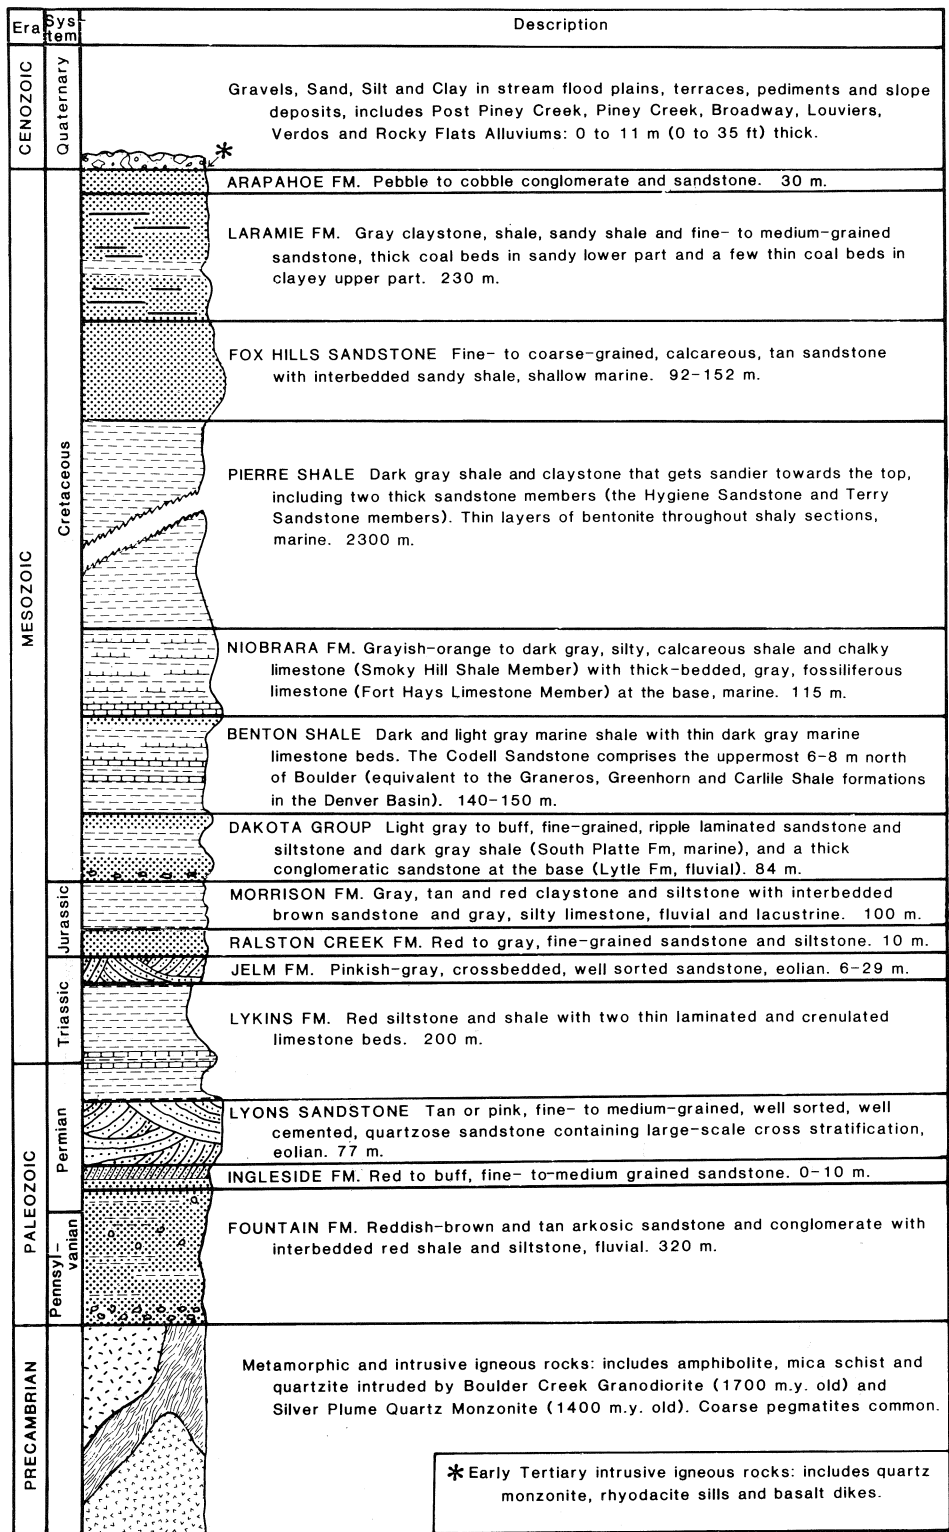 Era
Sys-
tem
Description
CENOZOIC
Quaternary
Gravels, Sand, Silt and Clay in stream flood plains, terraces, pediments and slope
deposits, includes Post Piney Creek, Piney Creek, Broadway, Louviers,
Verdos and Rocky Flats Alluviums: 0 to 11 m (0 to 35 ft) thick.
*
MESOZOIC
Cretaceous
ARAPAHOE FM. Pebble to cobble conglomerate and sandstone. 30 m.
LARAMIE FM. Gray claystone, shale, sandy shale and fine- to medium-grained
sandstone, thick coal beds in sandy lower part and a few thin coal beds in
clayey upper part. 230 m.
FOX HILLS SANDSTONE Fine- to coarse-grained, calcareous, tan sandstone
with interbedded sandy shale, shallow marine. 92-152 m.
PIERRE SHALE Dark gray shale and claystone that gets sandier towards the top,
including two thick sandstone members (the Hygiene Sandstone and Terry
Sandstone members). Thin layers of bentonite throughout shaly sections,
marine. 2300 m.
NIOBRARA FM. Grayish-orange to dark gray, silty, calcareous shale and chalky
limestone (Smoky Hill Shale Member) with thick-bedded, gray, fossiliferous
limestone (Fort Hays Limestone Member) at the base, marine. 115 m.
BENTON SHALE Dark and light gray marine shale with thin dark gray marine
limestone beds. The Codell Sandstone comprises the uppermost 6-8 m north
of Boulder (equivalent to the Graneros, Greenhorn and Carlile Shale formations
in the Denver Basin). 140-150 m.
DAKOTA GROUP Light gray to buff, fine-grained, ripple laminated sandstone and
siltstone and dark gray shale (South Platte Fm, marine), and a thick
conglomeratic sandstone at the base (Lytle Fm, fluvial). 84 m.
Jurassic
MORRISON FM. Gray, tan and red claystone and siltstone with interbedded
brown sandstone and gray, silty limestone, fluvial and lacustrine. 100 m.
RALSTON CREEK FM. Red to gray, fine-grained sandstone and siltstone. 10 m.
Triassic
JELM FM. Pinkish-gray, crossbedded, well sorted sandstone, eolian. 6-29 m.
LYKINS FM. Red siltstone and shale with two thin laminated and crenulated
limestone beds. 200 m.
PALEOZOIC
Permian
LYONS SANDSTONE Tan or pink, fine- to medium-grained, well sorted, well
cemented, quartzose sandstone containing large-scale cross stratification,
eolian. 77 m.
INGLESIDE FM. Red to buff, fine- to-medium grained sandstone. 0-10 m.
Pennsyl-
vanian
FOUNTAIN FM. Reddish-brown and tan arkosic sandstone and conglomerate with
interbedded red shale and siltstone, fluvial. 320 m.
PRECAMBRIAN
Metamorphic and intrusive igneous rocks: includes amphibolite, mica schist and
quartzite intruded by Boulder Creek Granodiorite (1700 m.y. old) and
Silver Plume Quartz Monzonite (1400 m.y. old). Coarse pegmatites common.
* Early Tertiary intrusive igneous rocks: includes quartz
monzonite, rhyodacite sills and basalt dikes.